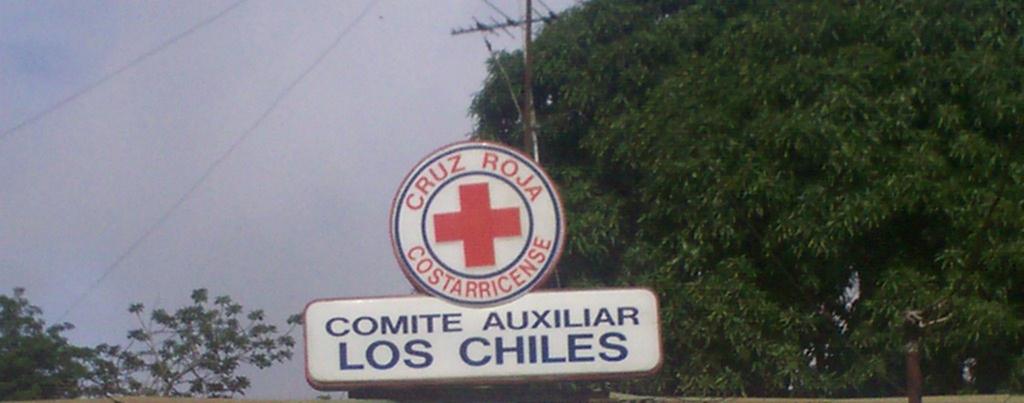 CRUZ ROJA
COSTARRICENSE
COMITE AUXILIAR
LOS CHILES